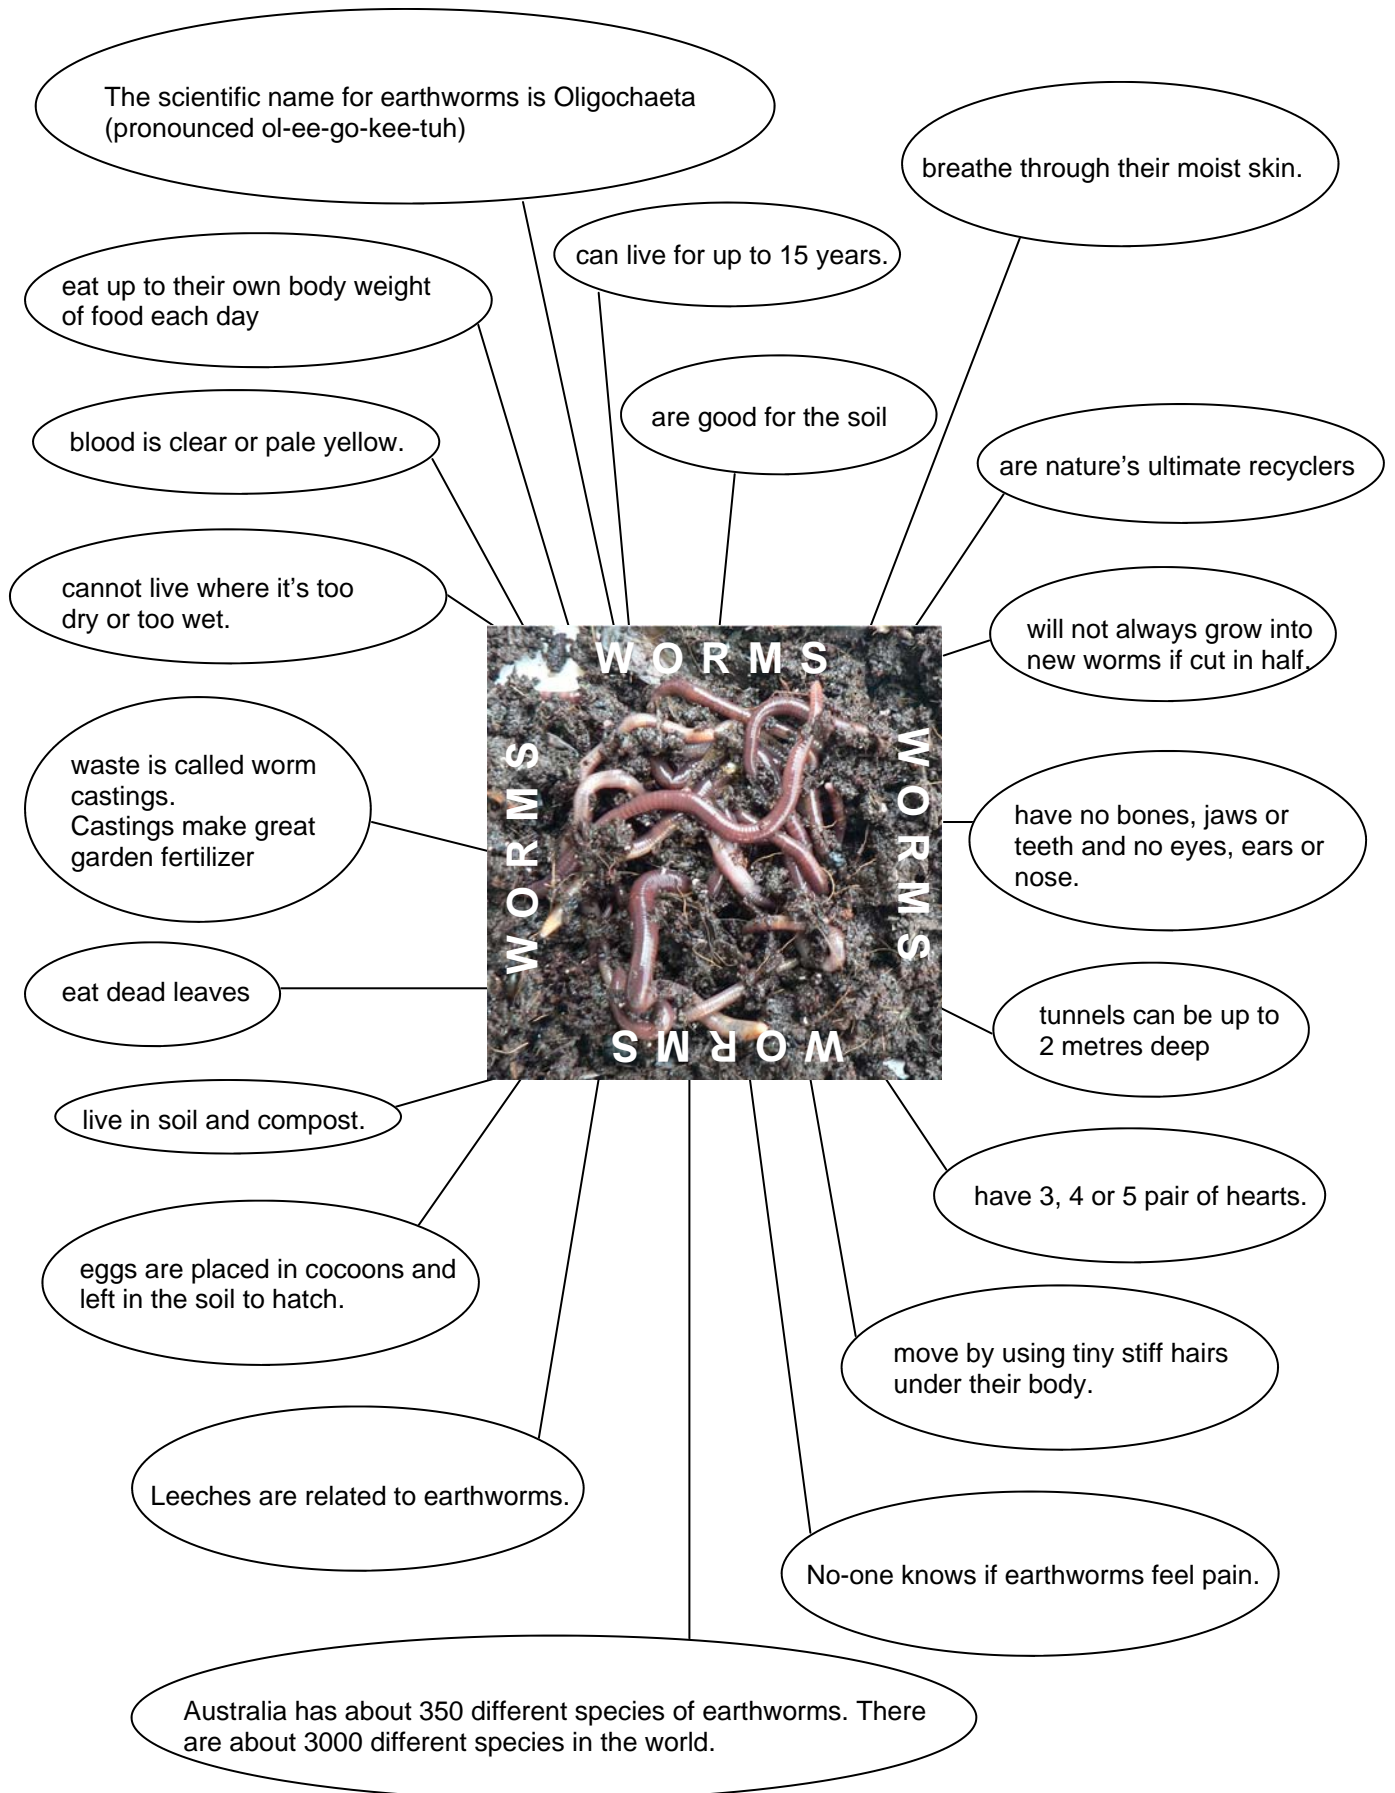 The scientific name for earthworms is Oligochaeta
(pronounced ol-ee-go-kee-tuh)
breathe through their moist skin.
can live for up to 15 years.
eat up to their own body weight
of food each day
are good for the soil
blood is clear or pale yellow.
are nature’s ultimate recyclers
cannot live where it’s too
dry or too wet.
will not always grow into
new worms if cut in half.
WORMS
WORMS
WORMS
WORMS
waste is called worm
castings.
Castings make great
garden fertilizer
have no bones, jaws or
teeth and no eyes, ears or
nose.
eat dead leaves
tunnels can be up to
2 metres deep
live in soil and compost.
have 3, 4 or 5 pair of hearts.
eggs are placed in cocoons and
left in the soil to hatch.
move by using tiny stiff hairs
under their body.
Leeches are related to earthworms.
No-one knows if earthworms feel pain.
Australia has about 350 different species of earthworms. There
are about 3000 different species in the world.